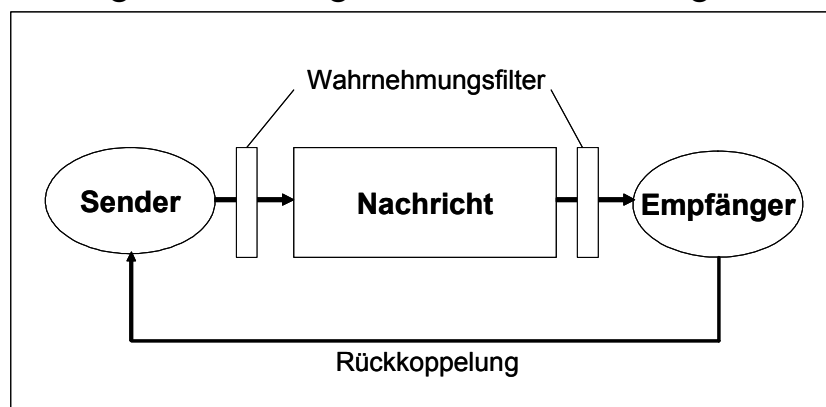 Wahrnehmungsfilter
Sender
Nachricht
Empfänger
Rückkoppelung